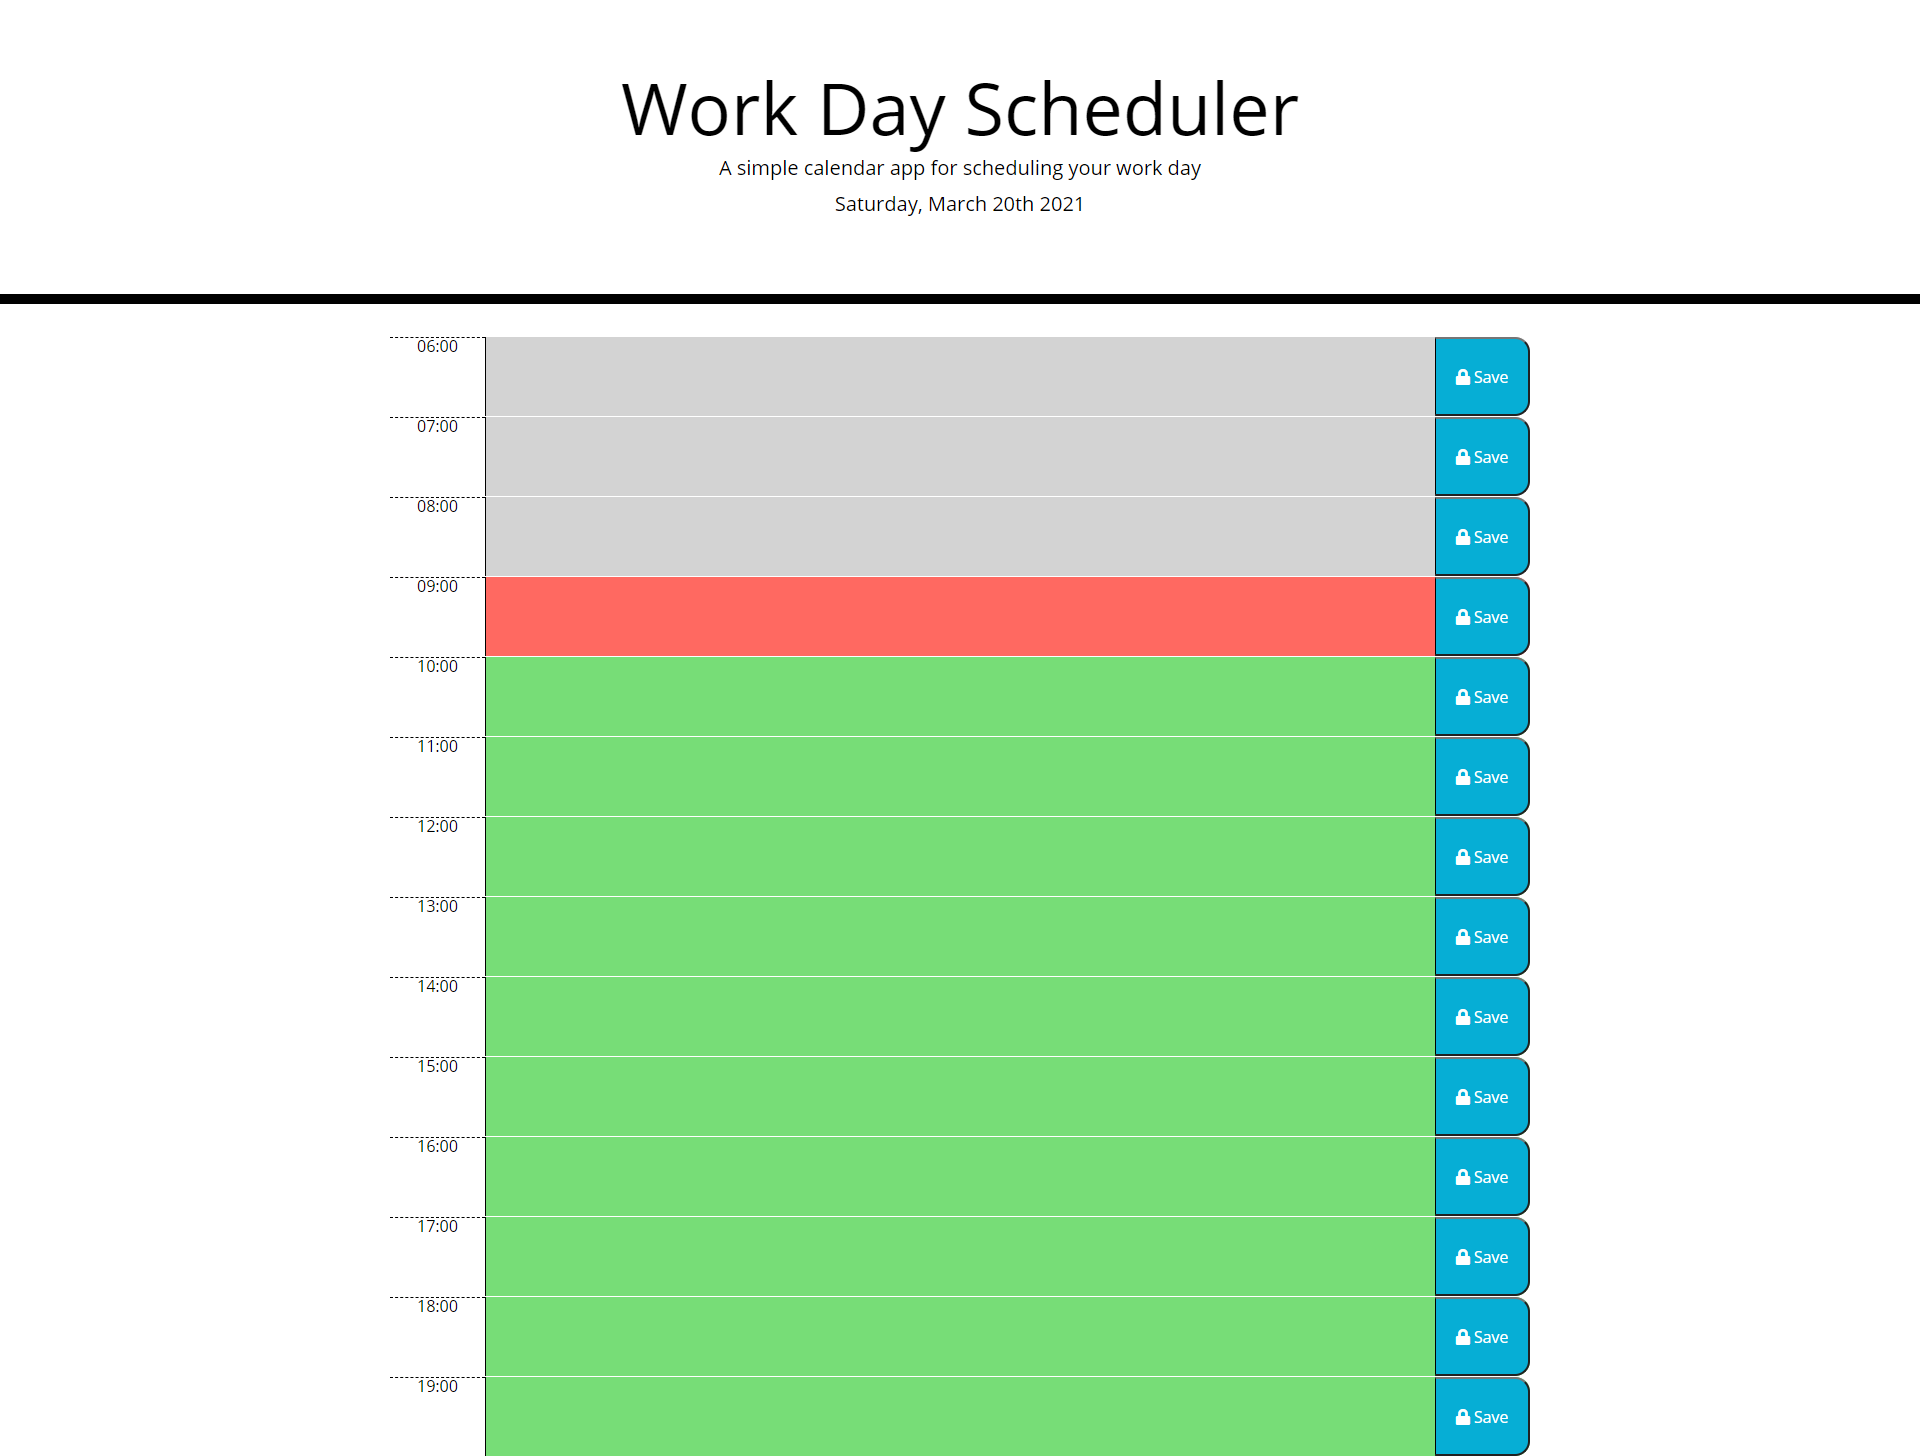 Work Day Scheduler
A simple calendar app for scheduling your work day
Saturday, March 20th 2021
06:00
Save
07:00
Save
08:00
Save
09:00
Save
10:00
Save
11:00
Save
12:00
Save
13:00
Save
14:00
Save
15:00
Save
16:00
Save
17:00
Save
18:00
Save
19:00
Save